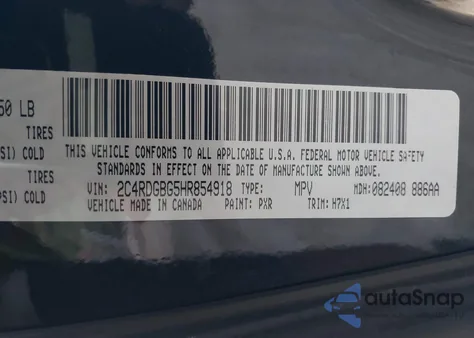 50 LB
TIRES
SI) COLD
TIRES
SI) COLD
THIS VEHICLE CONFORMS TO ALL APPLICABLE U.S.A. FEDERAL MOTOR VEHICLE SAFETY
STANDARDS IN EFFECT ON THE DATE OF MANUFACTURE SHOWN ABOVE.
VIN: 2C4RDGBG5HR854918 TYPE: MPV MDH:082408 886AA
VEHICLE MADE IN CANADA PAINT: PXR TRIM: H7X1
autoSnap